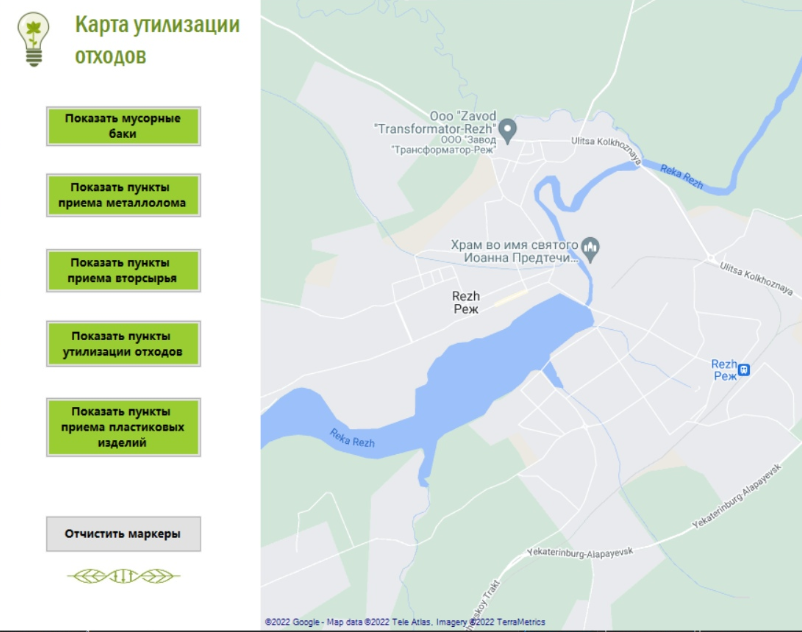 Карта утилизации
отходов
Показать мусорные
баки
Показать пункты
приема металлолома
Показать пункты
приема вторсырья
Показать пункты
утилизации отходов
Показать пункты
приема пластиковых
изделий
Отчистить маркеры
Ооо "Zavod
"Transformator-Rezh"
ООО "Завод
"Трансформатор-Реж"
Ulitsa Kolkhoznaya
Reka Rezh
Храм во имя святого
Иоанна Предтечи...
Ulitsa Kolkhoznaya
Rezh
Реж
Rezh
Реж
Reka Rezh
Yekaterinburg-Alapayevsk
Yekaterinburg-Alapayevsk
Trakt
©2022 Google - Map data ©2022 Tele Atlas, Imagery ©2022 TerraMetrics